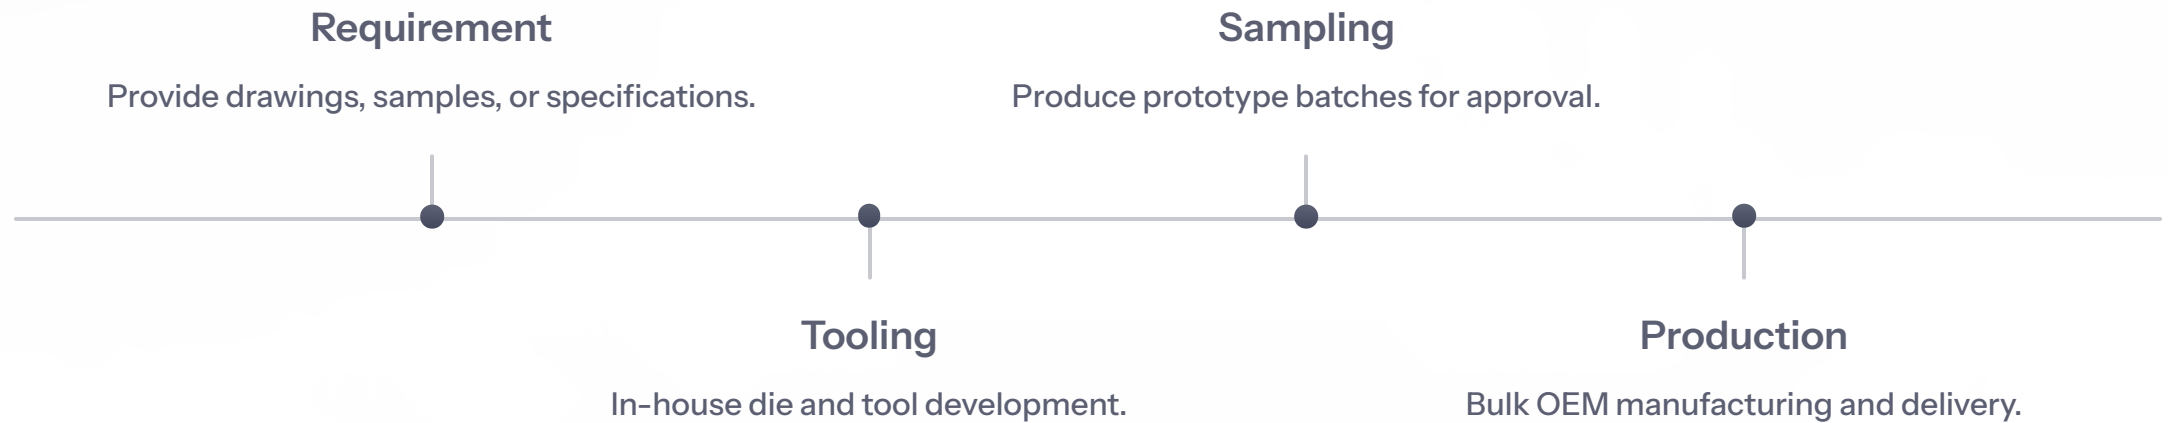 Requirement
Provide drawings, samples, or specifications.
Tooling
In-house die and tool development.
Sampling
Produce prototype batches for approval.
Production
Bulk OEM manufacturing and delivery.